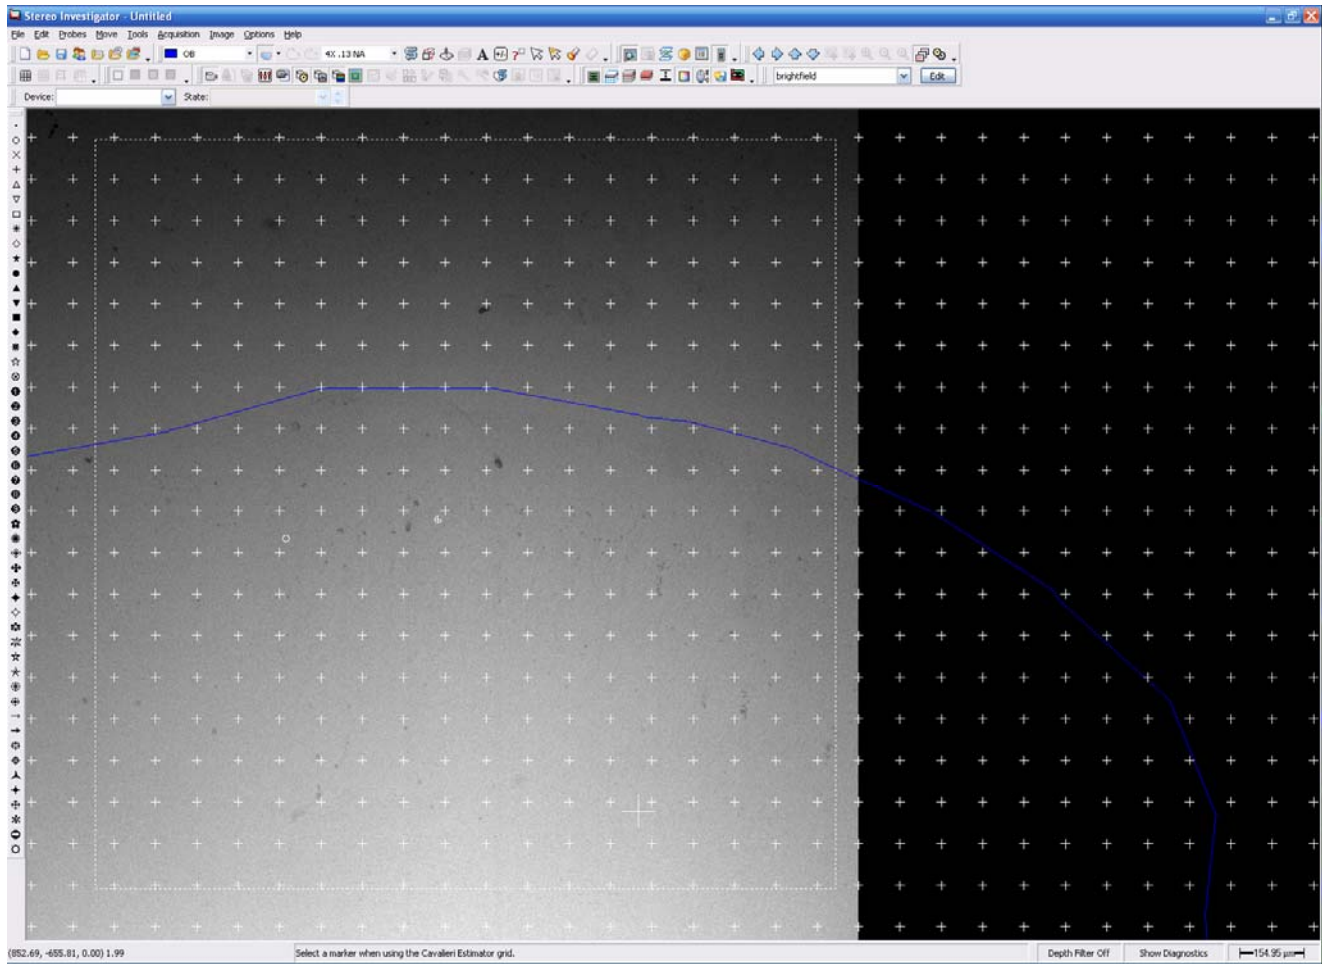 Stereo Investigator - Untitled
File Edit Probes Move Tools Acquisition Image Options Help
OB 4X .13 NA
brightfield Edit
Device: State:
(852.69, -655.81, 0.00) 1.99 Select a marker when using the Cavalieri Estimator grid. Depth Filter Off Show Diagnostics 154.95 µm